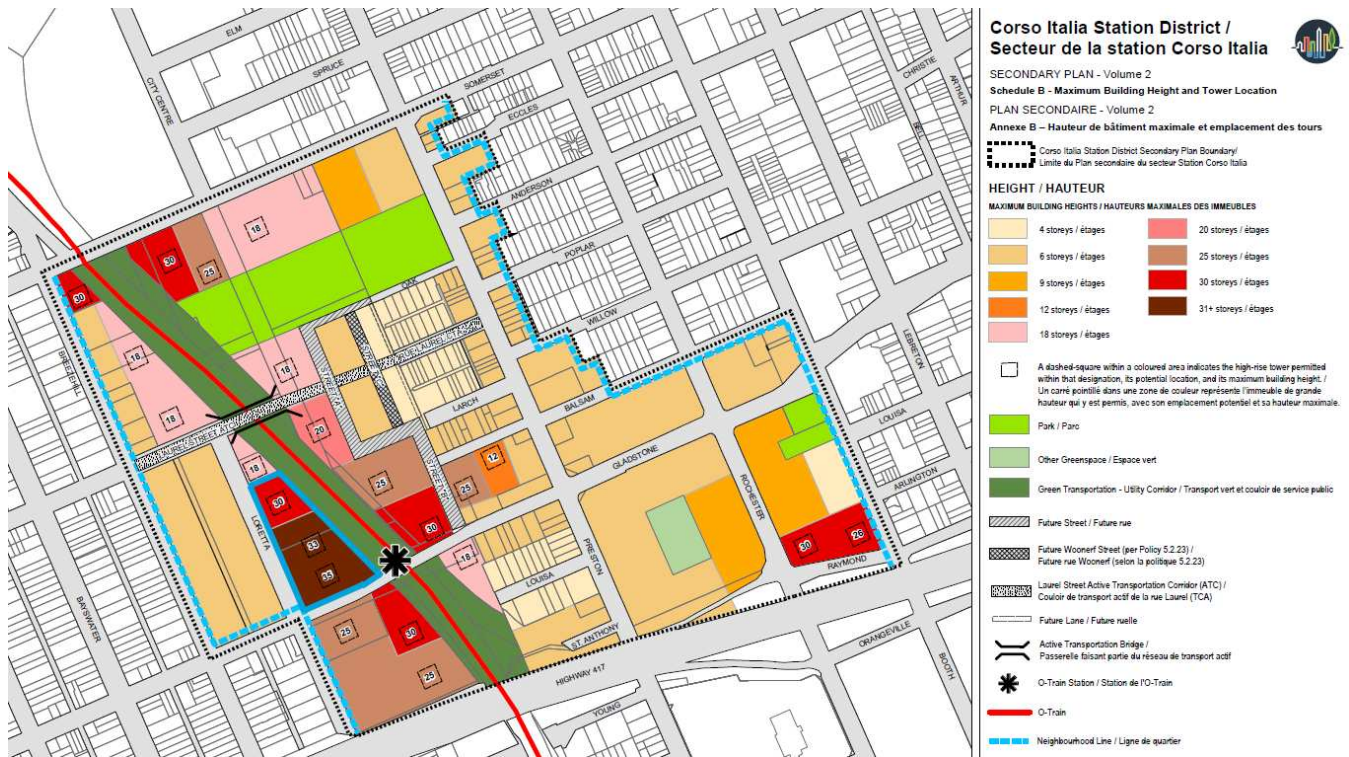 ELM
CITY CENTRE
SPRUCE
SOMERSET
ECCLES
CHRISTIE
ARTHUR
BELL
ANDERSON
POPLAR
WILLOW
OAK
LEBRETON
LOUISA
ARLINGTON
BREEZEHILL
BAYSWATER
LORETTA
LARCH
BALSAM
GLADSTONE
ROCHESTER
PRESTON
LOUISA
ST. ANTHONY
RAYMOND
ORANGEVILLE
BOOTH
HIGHWAY 417
YOUNG
STREET A
30
30
25
18
18
18
18
20
18
25
25
12
30
30
33
35
18
25
30
25
30
26
Corso Italia Station District /
Secteur de la station Corso Italia
SECONDARY PLAN - Volume 2
Schedule B - Maximum Building Height and Tower Location
PLAN SECONDAIRE - Volume 2
Annexe B – Hauteur de bâtiment maximale et emplacement des tours
Corso Italia Station District Secondary Plan Boundary/
Limite du Plan secondaire du secteur Station Corso Italia
HEIGHT / HAUTEUR
MAXIMUM BUILDING HEIGHTS / HAUTEURS MAXIMALES DES IMMEUBLES
4 storeys / étages
6 storeys / étages
9 storeys / étages
12 storeys / étages
18 storeys / étages
20 storeys / étages
25 storeys / étages
30 storeys / étages
31+ storeys / étages
A dashed-square within a coloured area indicates the high-rise tower permitted
within that designation, its potential location, and its maximum building height. /
Un carré pointillé dans une zone de couleur représente l'immeuble de grande
hauteur qui y est permis, avec son emplacement potentiel et sa hauteur maximale.
Park / Parc
Other Greenspace / Espace vert
Green Transportation - Utility Corridor / Transport vert et couloir de service public
Future Street / Future rue
Future Woonerf Street (per Policy 5.2.23) /
Future rue Woonerf (selon la politique 5.2.23)
Laurel Street Active Transportation Corridor (ATC) /
Couloir de transport actif de la rue Laurel (TCA)
Future Lane / Future ruelle
Active Transportation Bridge /
Passerelle faisant partie du réseau de transport actif
O-Train Station / Station de l'O-Train
O-Train
Neighbourhood Line / Ligne de quartier